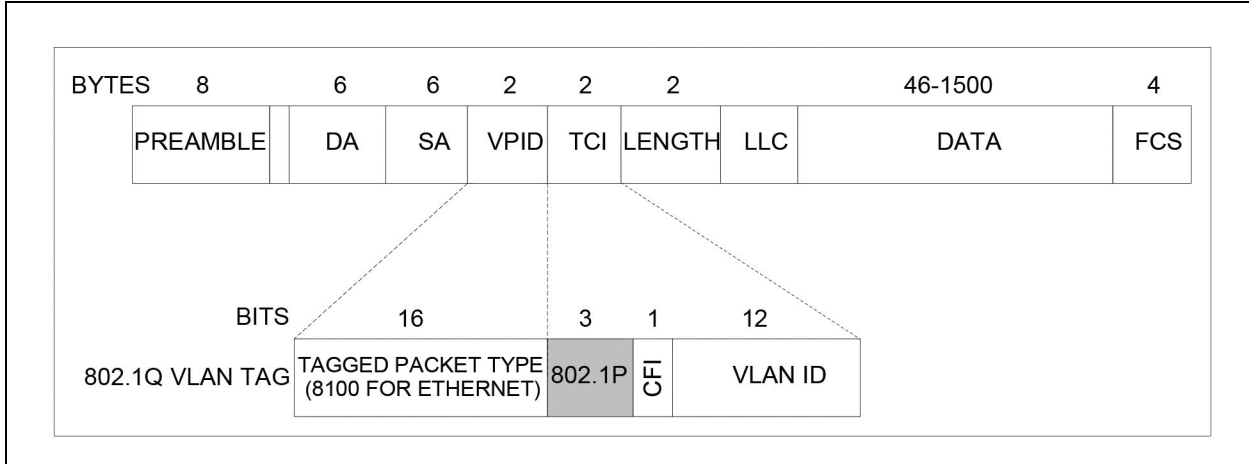 BYTES 8 6 6 2 2 2 46-1500 4
PREAMBLE DA SA VPID TCI LENGTH LLC DATA FCS
BITS 16 3 1 12
802.1Q VLAN TAG TAGGED PACKET TYPE (8100 FOR ETHERNET) 802.1P CFI VLAN ID